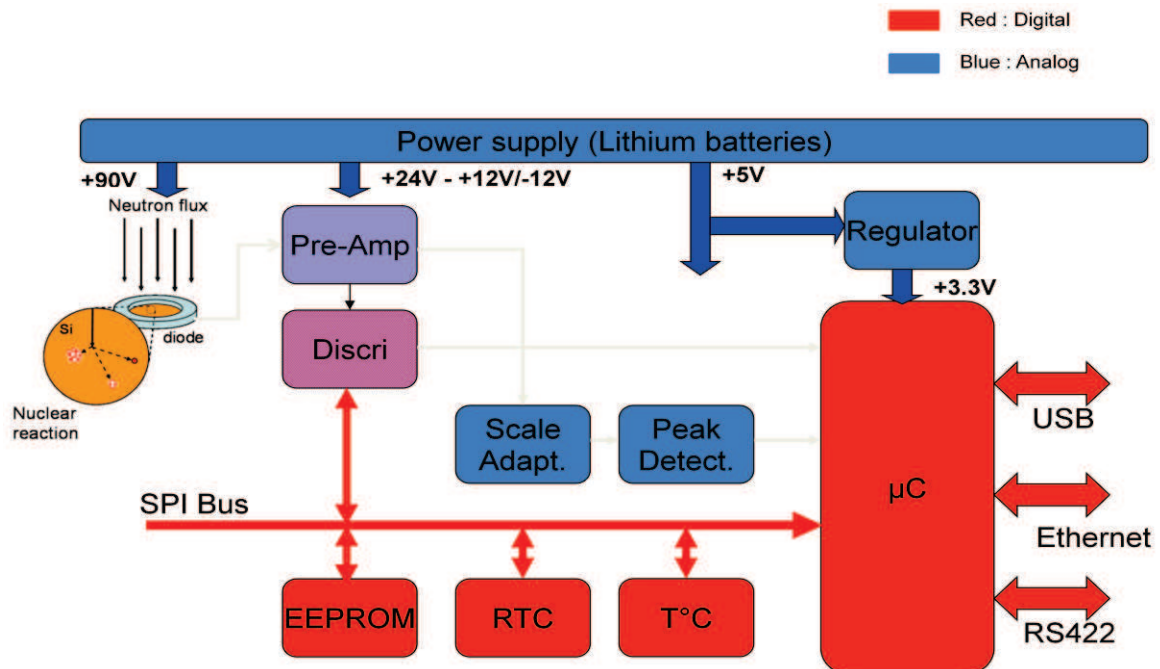 Red : Digital
Blue : Analog
Power supply (Lithium batteries)
+90V
+24V - +12V/-12V
+5V
Neutron flux
Pre-Amp
Regulator
+3.3V
Si
diode
Discri
Nuclear
reaction
Scale
Adapt.
Peak
Detect.
µC
USB
SPI Bus
Ethernet
EEPROM
RTC
T°C
RS422